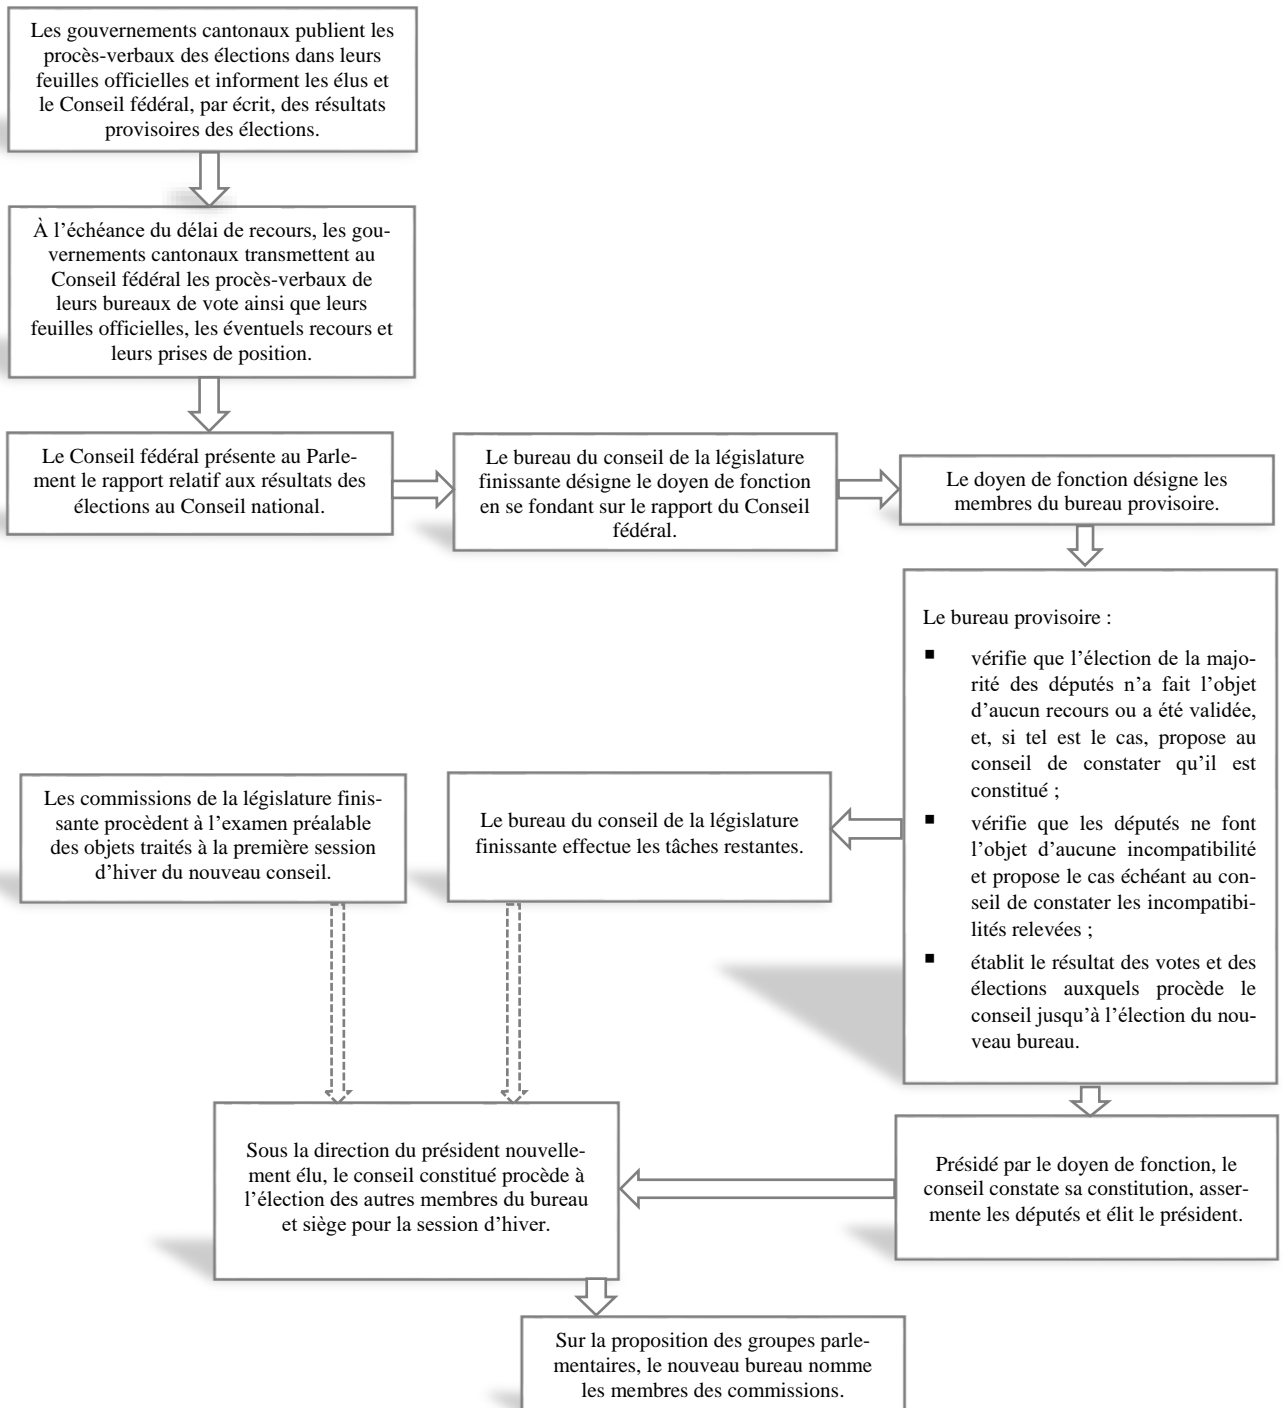 Les gouvernements cantonaux publient les
procès-verbaux des élections dans leurs
feuilles officielles et informent les élus et
le Conseil fédéral, par écrit, des résultats
provisoires des élections.
À l’échéance du délai de recours, les gou-
vernements cantonaux transmettent au
Conseil fédéral les procès-verbaux de
leurs bureaux de vote ainsi que leurs
feuilles officielles, les éventuels recours et
leurs prises de position.
Le Conseil fédéral présente au Parle-
ment le rapport relatif aux résultats des
élections au Conseil national.
Le bureau du conseil de la législature
finissante désigne le doyen de fonction
en se fondant sur le rapport du Conseil
fédéral.
Le doyen de fonction désigne les
membres du bureau provisoire.
Le bureau provisoire :
▪ vérifie que l’élection de la majo-
rité des députés n’a fait l’objet
d’aucun recours ou a été validée,
et, si tel est le cas, propose au
conseil de constater qu’il est
constitué ;
▪ vérifie que les députés ne font
l’objet d’aucune incompatibilité
et propose le cas échéant au con-
seil de constater les incompatibi-
lités relevées ;
▪ établit le résultat des votes et des
élections auxquels procède le
conseil jusqu’à l’élection du nou-
veau bureau.
Les commissions de la législature finis-
sante procèdent à l’examen préalable
des objets traités à la première session
d’hiver du nouveau conseil.
Le bureau du conseil de la législature
finissante effectue les tâches restantes.
Présidé par le doyen de fonction, le
conseil constate sa constitution, asser-
mente les députés et élit le président.
Sous la direction du président nouvelle-
ment élu, le conseil constitué procède à
l’élection des autres membres du bureau
et siège pour la session d’hiver.
Sur la proposition des groupes parle-
mentaires, le nouveau bureau nomme
les membres des commissions.